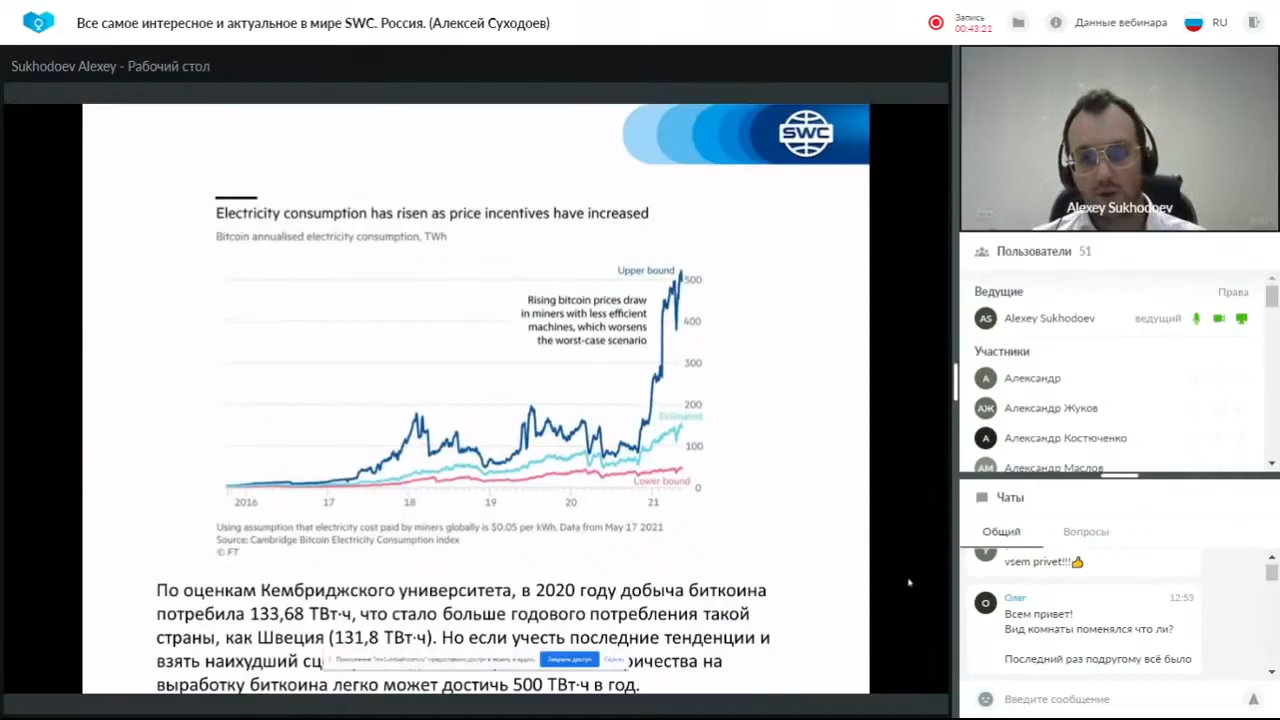 Все самое интересное и актуальное в мире SWC. Россия. (Алексей Суходоев)
Запись
00:43:21
Данные вебинара
RU
Sukhodoev Alexey - Рабочий стол
SWC
Electricity consumption has risen as price incentives have increased
Bitcoin annualised electricity consumption, TWh
Upper bound
500
Rising bitcoin prices draw
in miners with less efficient
machines, which worsens
the worst-case scenario
400
300
200
Estimated
100
Lower bound
0
2016 17 18 19 20 21
Using assumption that electricity cost paid by miners globally is $0.05 per kWh. Data from May 17 2021
Source: Cambridge Bitcoin Electricity Consumption index
© FT
По оценкам Кембриджского университета, в 2020 году добыча биткоина
потребила 133,68 ТВт·ч, что стало больше годового потребления такой
страны, как Швеция (131,8 ТВт·ч). Но если учесть последние тенденции и
взять наихудший
выработку биткоина легко может достичь 500 ТВт·ч в год.
Закрыть доступ
Alexey Sukhodoev
Пользователи 51
Ведущие Права
AS Alexey Sukhodoev ведущий
Участники
А Александр
АЖ Александр Жуков
А Александр Костюченко
АМ Александр Маслов
Чаты
Общий Вопросы
vsem privet!!!👍
О Олег 12:53
Всем привет!
Вид комнаты поменялся что ли?
Последний раз подругому всё было
Введите сообщение